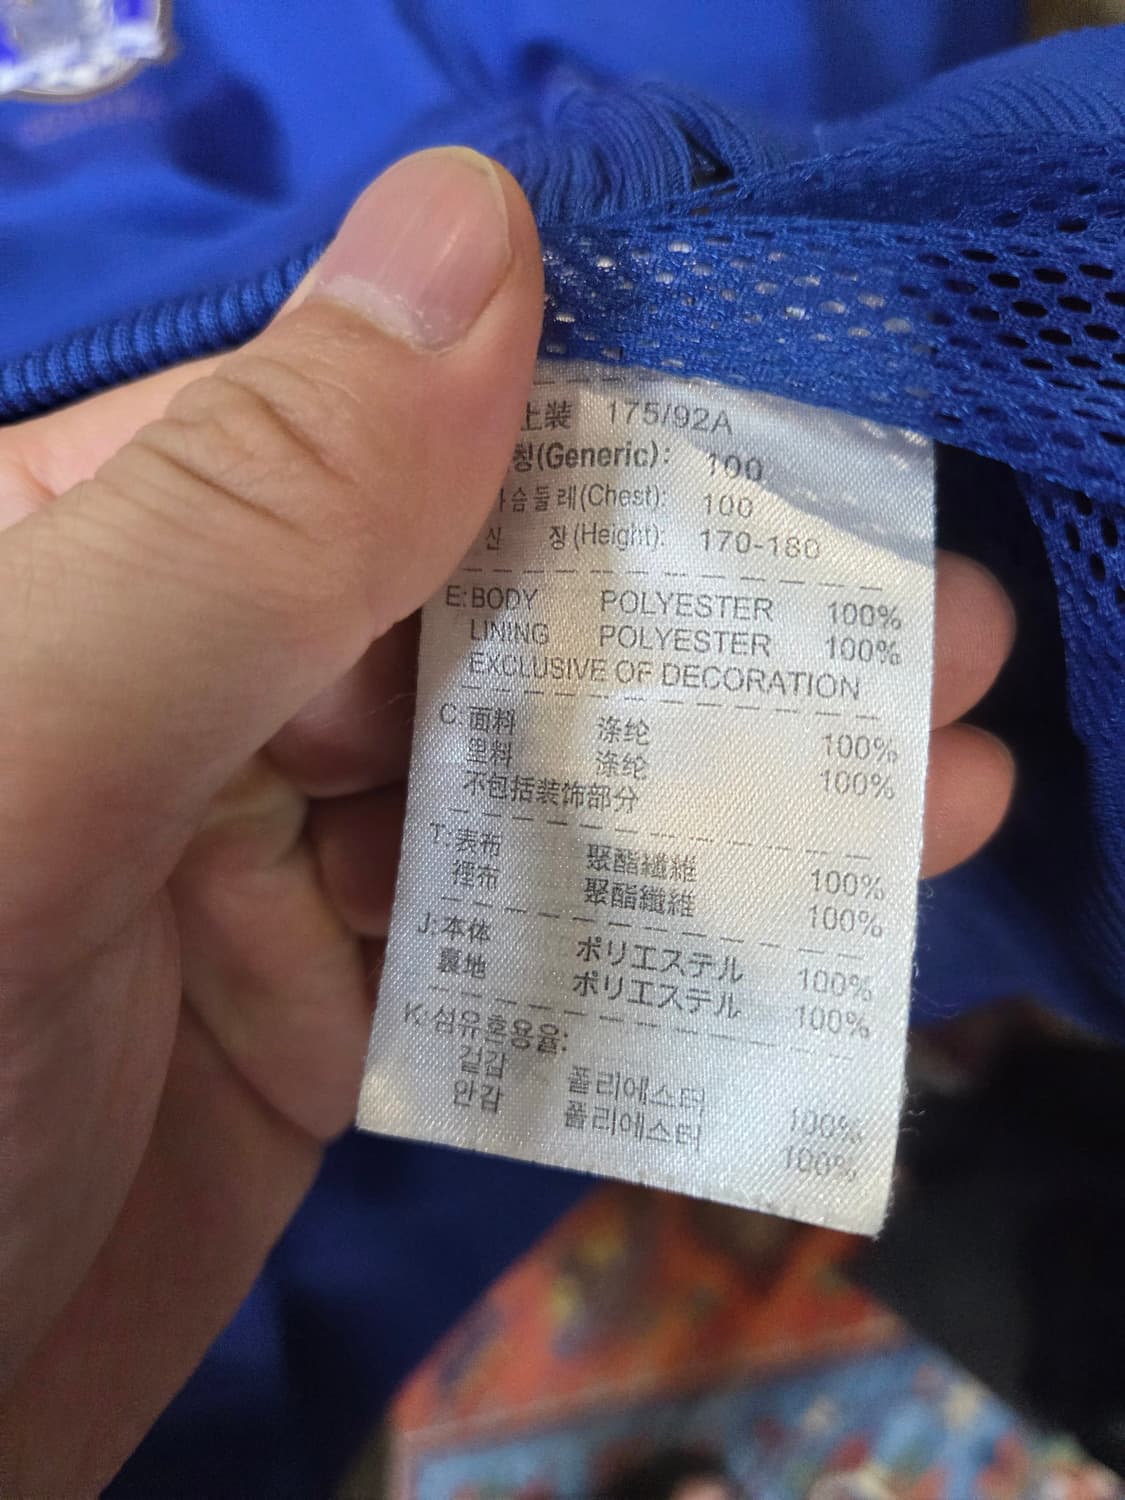 上装 175/92A
칭(Generic): 100
슴둘레(Chest): 100
신 장(Height): 170-180
E: BODY POLYESTER 100%
LINING POLYESTER 100%
EXCLUSIVE OF DECORATION
C: 面料 涤纶 100%
里料 涤纶 100%
不包括装饰部分
T: 表布 聚酯纖維 100%
裡布 聚酯纖維 100%
J: 本体 ポリエステル 100%
裏地 ポリエステル 100%
K: 섬유혼용율:
겉감 폴리에스터 100%
안감 폴리에스터 100%